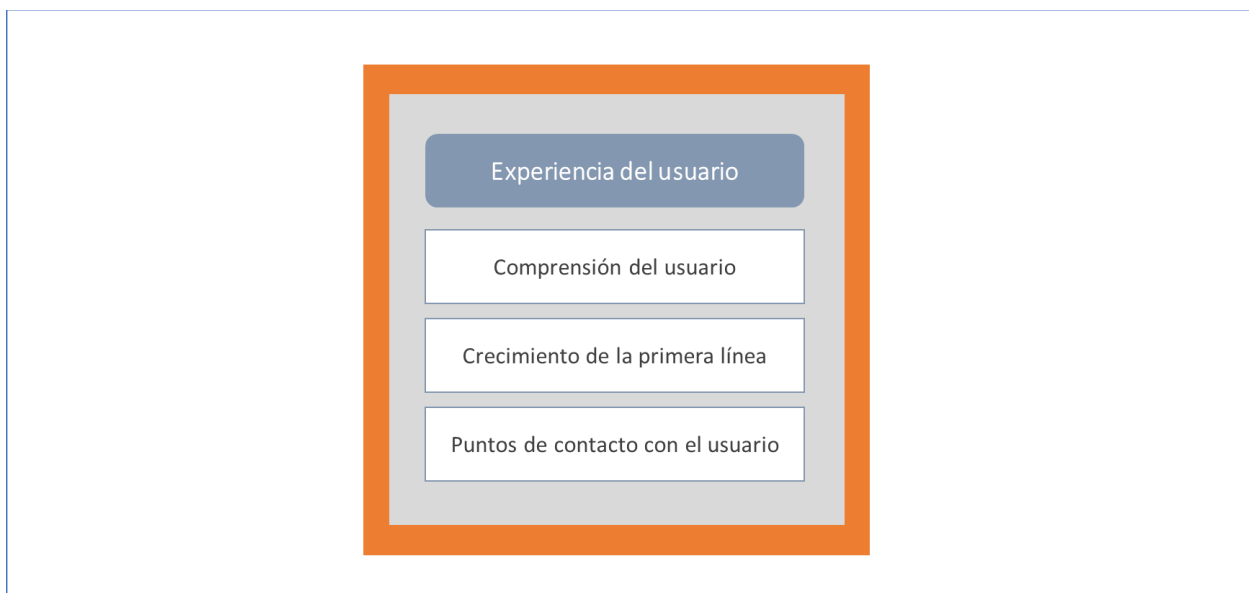 Experiencia del usuario
Comprensión del usuario
Crecimiento de la primera línea
Puntos de contacto con el usuario